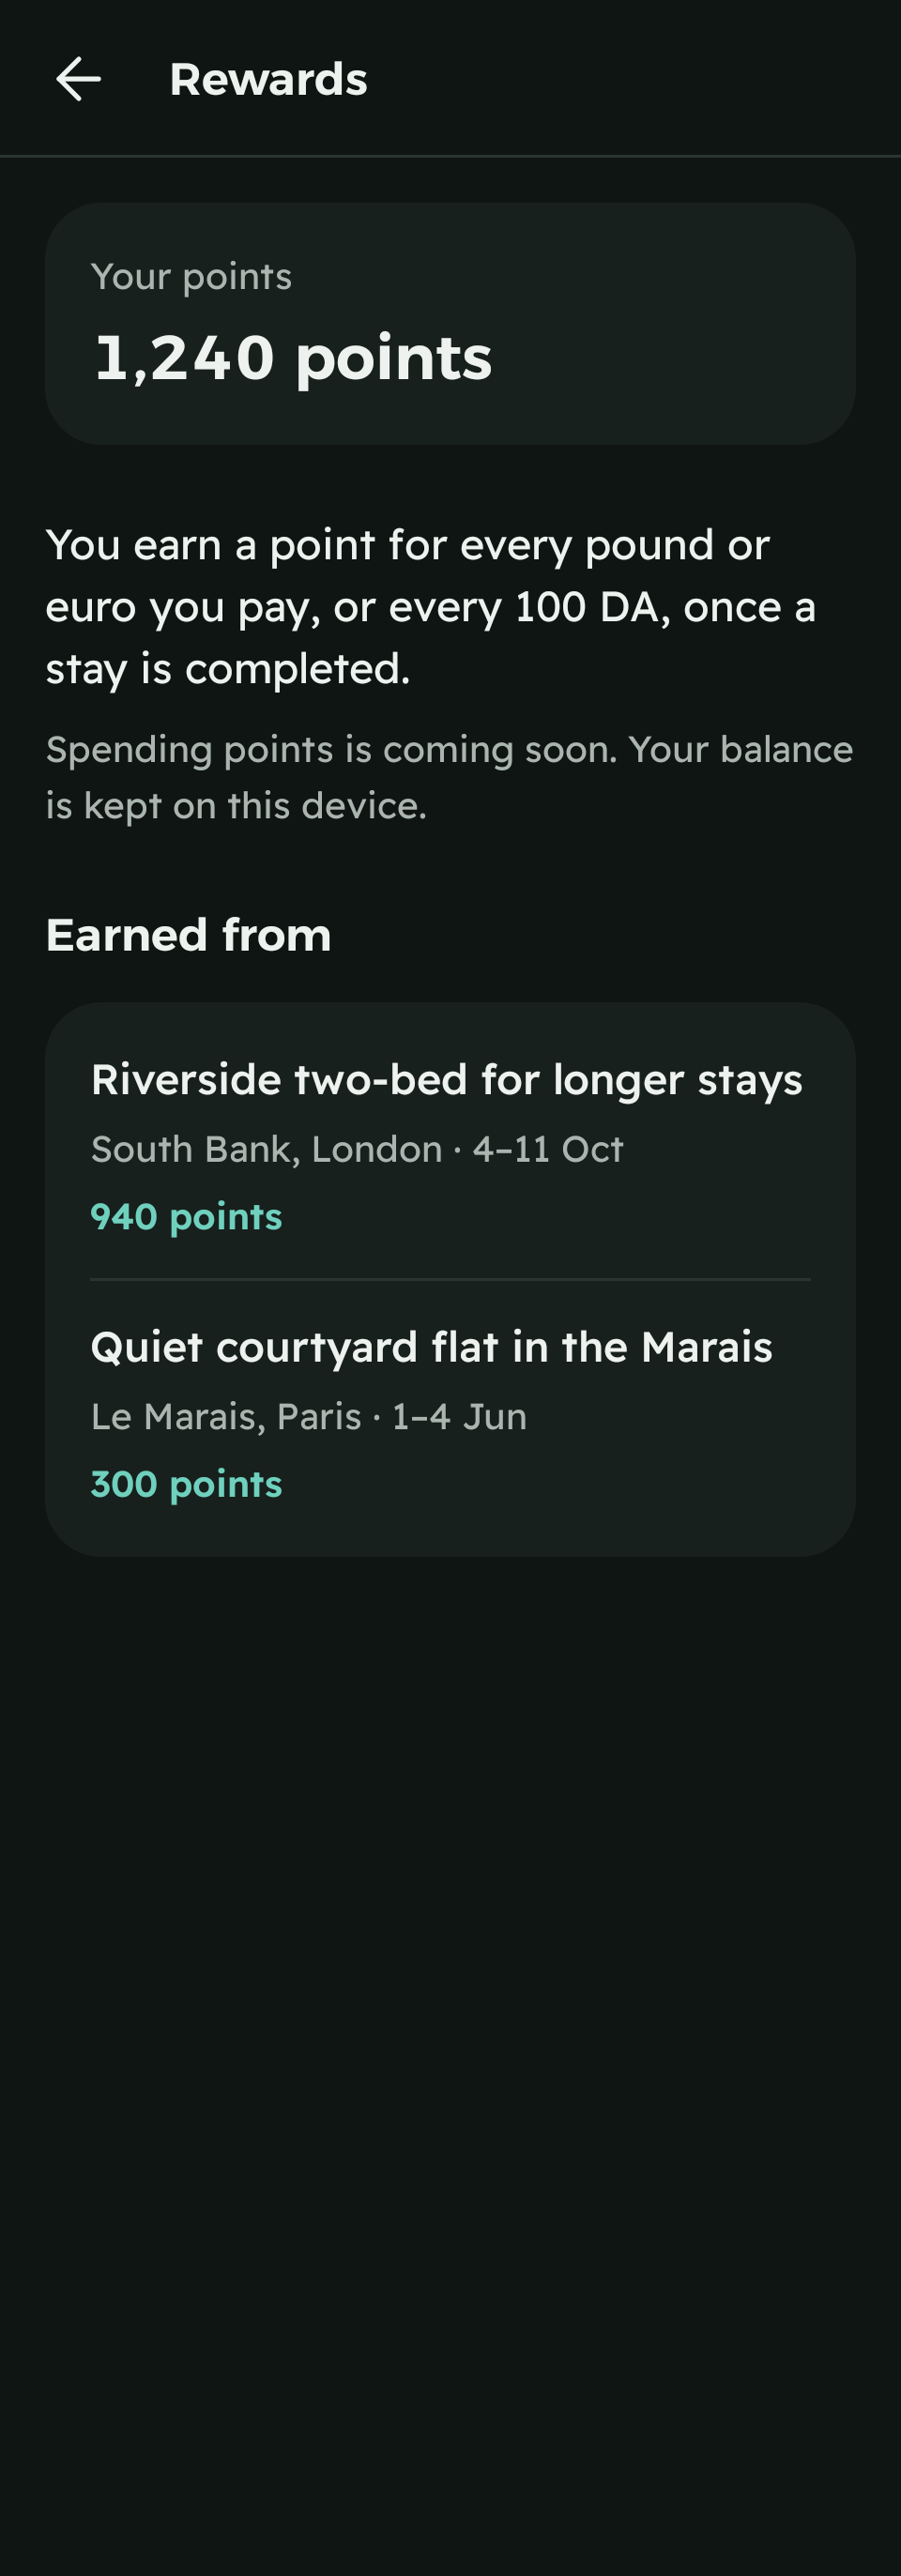 Rewards
Your points
1,240 points
You earn a point for every pound or
euro you pay, or every 100 DA, once a
stay is completed.
Spending points is coming soon. Your balance
is kept on this device.
Earned from
Riverside two-bed for longer stays
South Bank, London · 4–11 Oct
940 points
Quiet courtyard flat in the Marais
Le Marais, Paris · 1–4 Jun
300 points